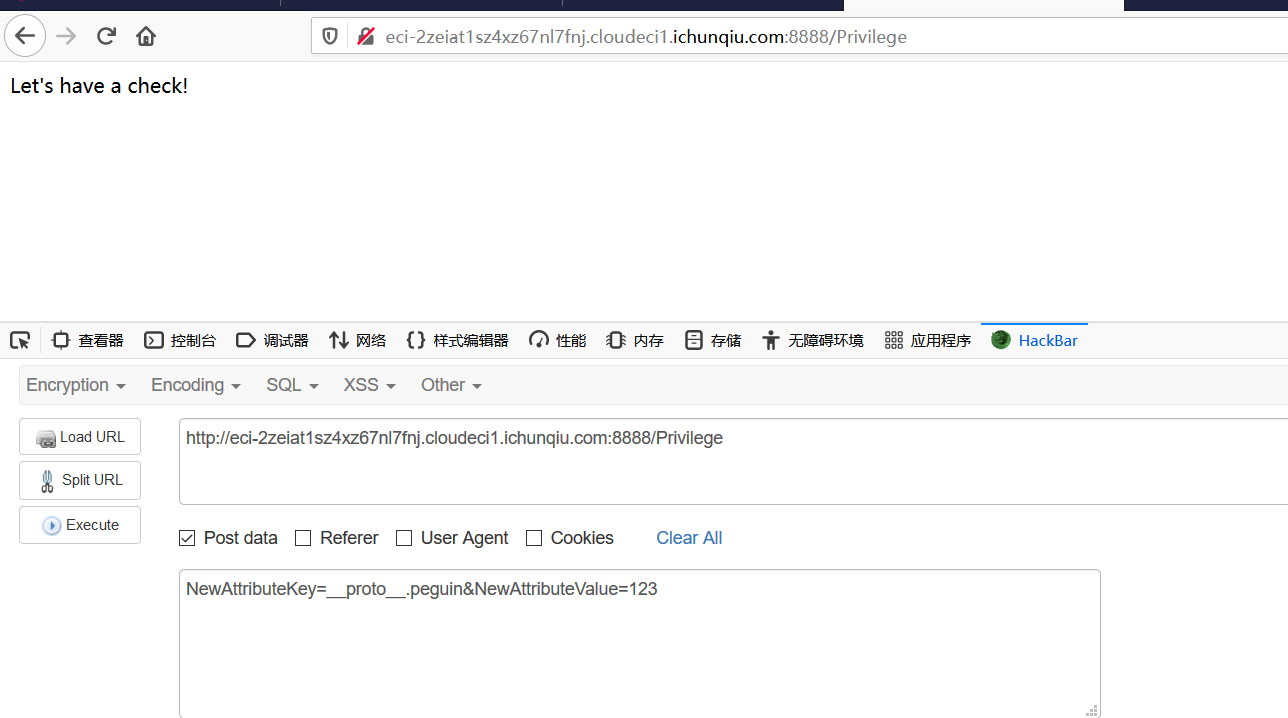 eci-2zeiat1sz4xz67nl7fnj.cloudeci1.ichunqiu.com:8888/Privilege
Let's have a check!
查看器 控制台 调试器 网络 样式编辑器 性能 内存 存储 无障碍环境 应用程序 HackBar
Encryption Encoding SQL XSS Other
Load URL http://eci-2zeiat1sz4xz67nl7fnj.cloudeci1.ichunqiu.com:8888/Privilege
Split URL
Execute
Post data Referer User Agent Cookies Clear All
NewAttributeKey=__proto__.peguin&NewAttributeValue=123